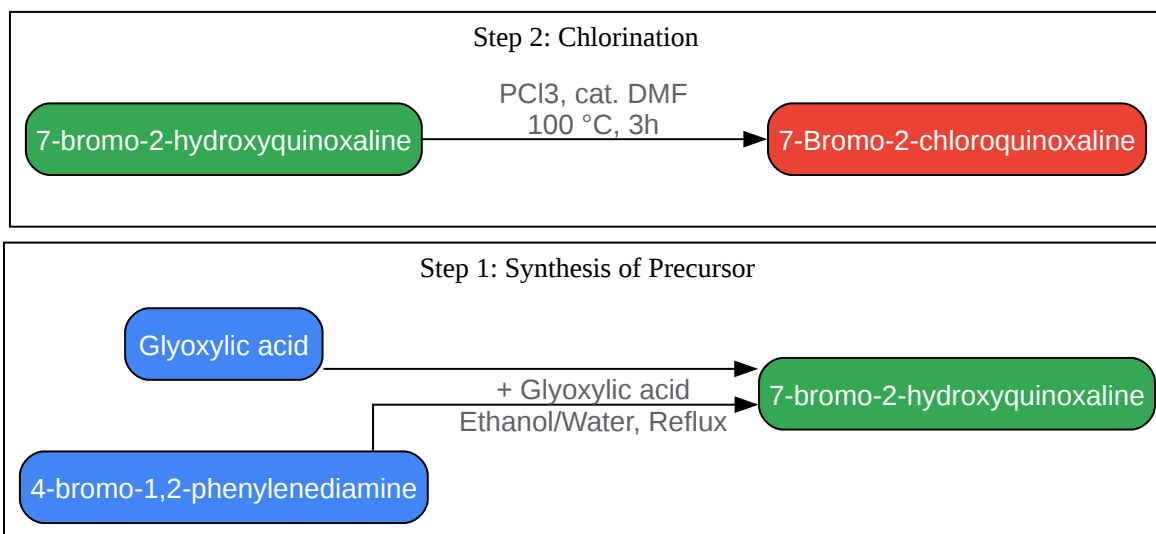 Step 2: Chlorination
PCl3, cat. DMF
7-bromo-2-hydroxyquinoxaline
100 °C, 3h
7-Bromo-2-chloroquinoxaline
Step 1: Synthesis of Precursor
Glyoxylic acid
+ Glyoxylic acid
Ethanol/Water, Reflux
7-bromo-2-hydroxyquinoxaline
4-bromo-1,2-phenylenediamine